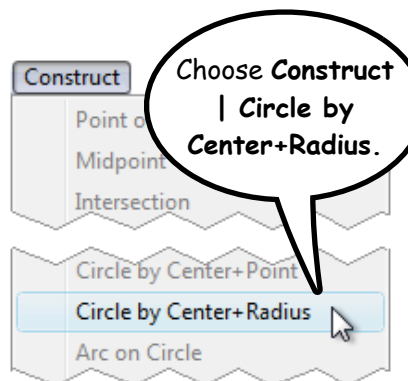 Construct
Choose Construct
| Circle by
Center+Radius.
Point o
Midpoint
Intersection
Circle by Center+Point
Circle by Center+Radius
Arc on Circle